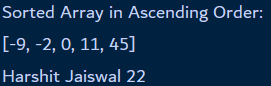 Sorted Array in Ascending Order:
[-9, -2, 0, 11, 45]
Harshit Jaiswal 22